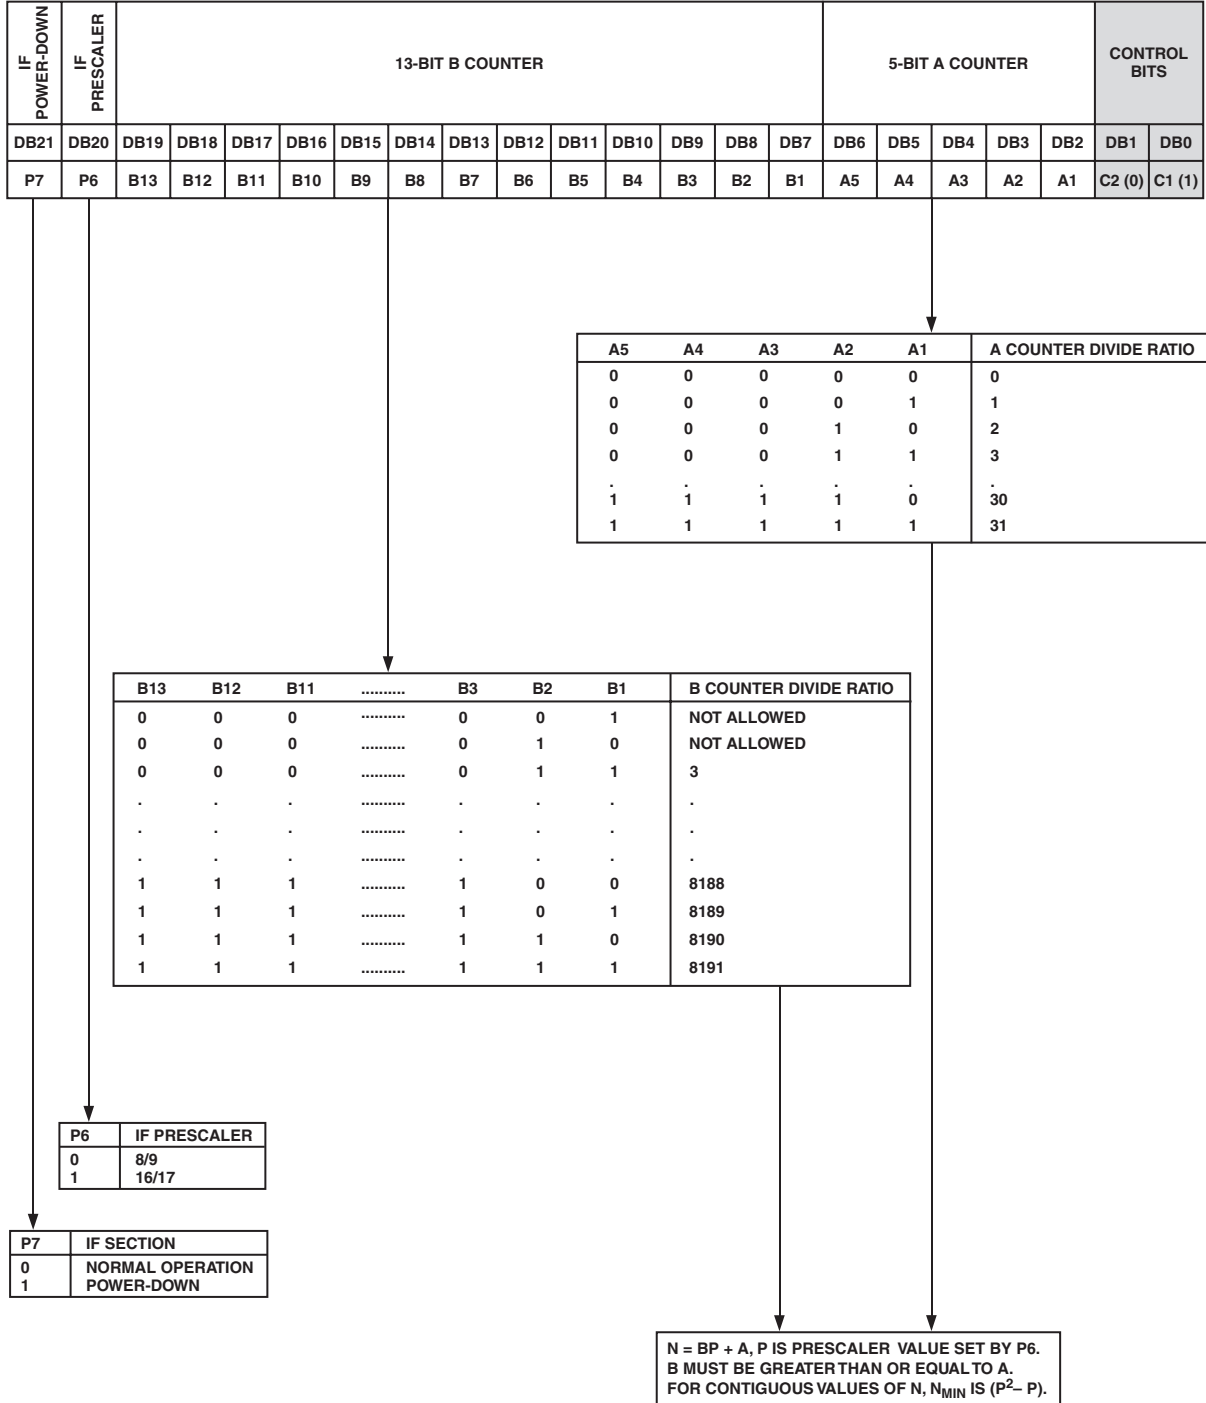 IF POWER-DOWN
IF PRESCALER
13-BIT B COUNTER
5-BIT A COUNTER
CONTROL BITS
DB21 DB20 DB19 DB18 DB17 DB16 DB15 DB14 DB13 DB12 DB11 DB10 DB9 DB8 DB7 DB6 DB5 DB4 DB3 DB2 DB1 DB0
P7 P6 B13 B12 B11 B10 B9 B8 B7 B6 B5 B4 B3 B2 B1 A5 A4 A3 A2 A1 C2 (0) C1 (1)
A5 A4 A3 A2 A1 A COUNTER DIVIDE RATIO
0 0 0 0 0 0
0 0 0 0 1 1
0 0 0 1 0 2
0 0 0 1 1 3
. . . . . .
1 1 1 1 0 30
1 1 1 1 1 31
B13 B12 B11 .......... B3 B2 B1 B COUNTER DIVIDE RATIO
0 0 0 .......... 0 0 1 NOT ALLOWED
0 0 0 .......... 0 1 0 NOT ALLOWED
0 0 0 .......... 0 1 1 3
. . . .......... . . . .
. . . .......... . . . .
. . . .......... . . . .
1 1 1 .......... 1 0 0 8188
1 1 1 .......... 1 0 1 8189
1 1 1 .......... 1 1 0 8190
1 1 1 .......... 1 1 1 8191
P6 IF PRESCALER
0 8/9
1 16/17
P7 IF SECTION
0 NORMAL OPERATION
1 POWER-DOWN
N = BP + A, P IS PRESCALER VALUE SET BY P6.
B MUST BE GREATER THAN OR EQUAL TO A.
FOR CONTIGUOUS VALUES OF N, N_MIN IS (P² – P).